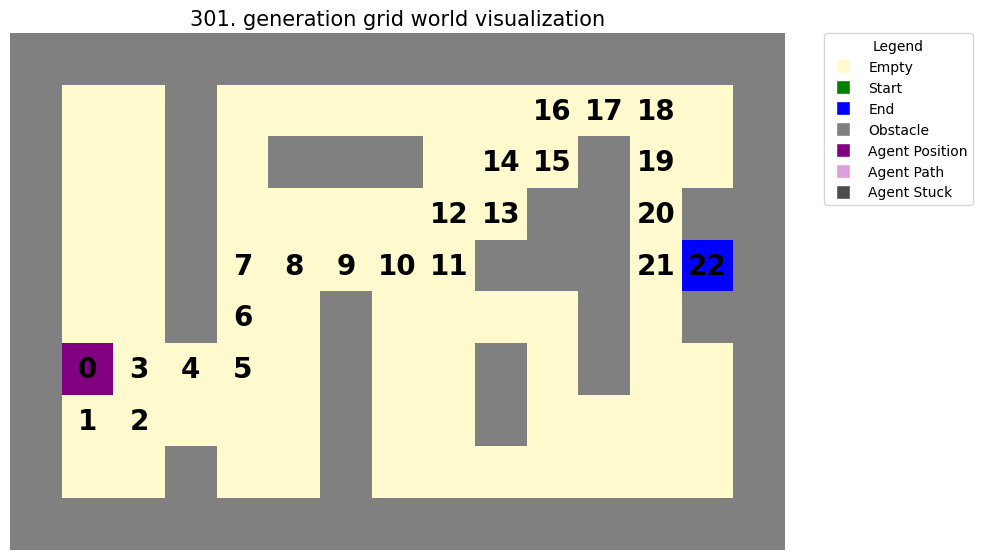 301. generation grid world visualization
16 17 18
14 15 19
12 13 20
7 8 9 10 11 21 22
6
0 3 4 5
1 2
Legend
Empty
Start
End
Obstacle
Agent Position
Agent Path
Agent Stuck